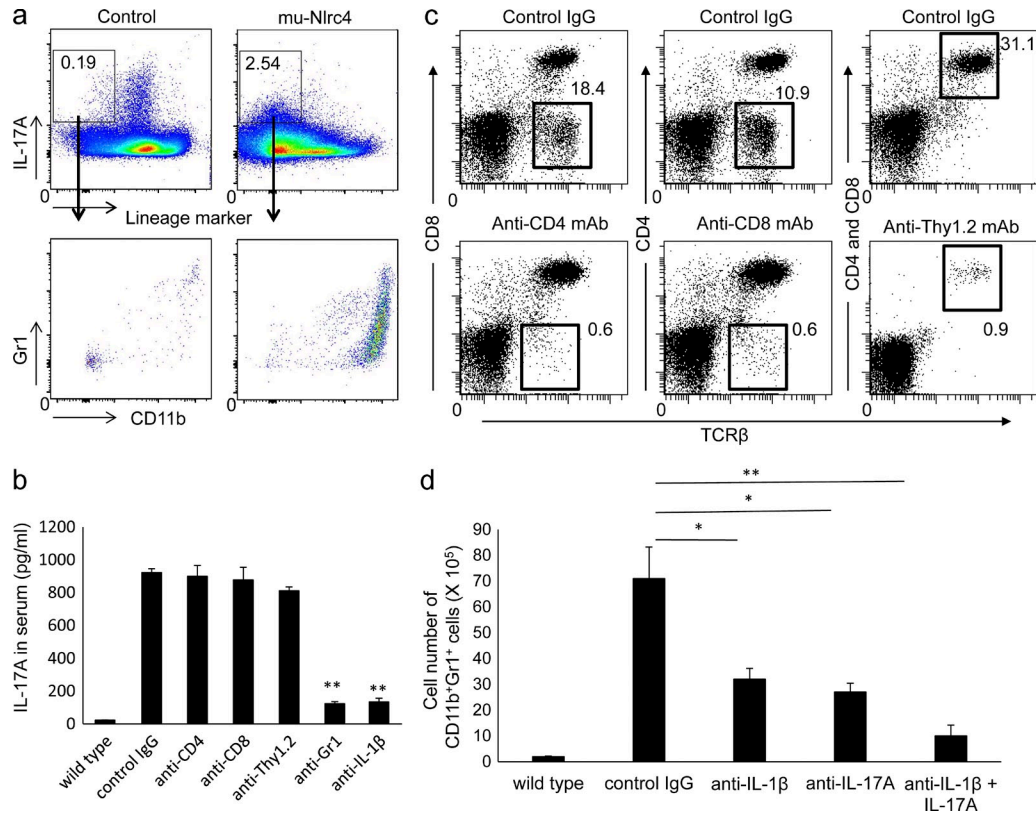 a
Control
mu-Nlrc4
0.19
2.54
IL-17A
0
0
Lineage marker
Gr1
0
0
CD11b
c
Control IgG
Control IgG
Control IgG
18.4
10.9
31.1
0
0
0
Anti-CD4 mAb
Anti-CD8 mAb
Anti-Thy1.2 mAb
CD8
CD4
CD4 and CD8
0.6
0.6
0.9
0
0
0
TCRβ
b
IL-17A in serum (pg/ml)
1200
1000
800
600
400
200
0
**
**
wild type
control IgG
anti-CD4
anti-CD8
anti-Thy1.2
anti-Gr1
anti-IL-1β
d
**
*
*
Cell number of
CD11b⁺Gr1⁺ cells (X 10⁵)
90
80
70
60
50
40
30
20
10
0
wild type
control IgG
anti-IL-1β
anti-IL-17A
anti-IL-1β +
IL-17A